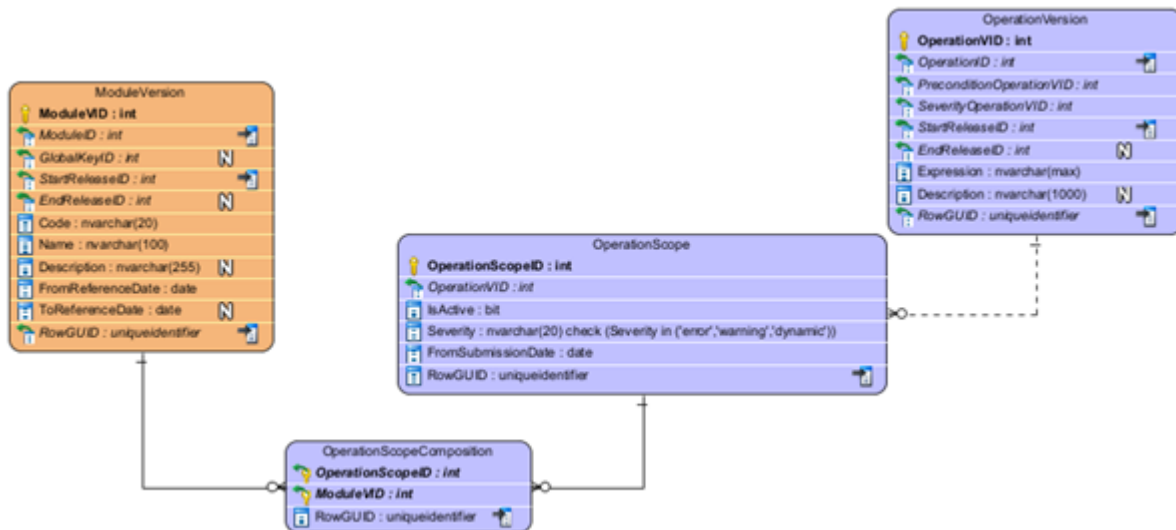 OperationVersion
OperationVID : int
OperationID : int
PreconditionOperationVID : int
SeverityOperationVID : int
StartReleaseID : int
EndReleaseID : int
N
Expression : nvarchar(max)
Description : nvarchar(1000)
N
RowGUID : uniqueidentifier
ModuleVersion
ModuleVID : int
ModuleID : int
GlobalKeyID : int
N
StartReleaseID : int
EndReleaseID : int
N
Code : nvarchar(20)
Name : nvarchar(100)
Description : nvarchar(255)
N
FromReferenceDate : date
ToReferenceDate : date
N
RowGUID : uniqueidentifier
OperationScope
OperationScopeID : int
OperationVID : int
IsActive : bit
Severity : nvarchar(20) check (Severity in ('error','warning','dynamic'))
FromSubmissionDate : date
RowGUID : uniqueidentifier
OperationScopeComposition
OperationScopeID : int
ModuleVID : int
RowGUID : uniqueidentifier